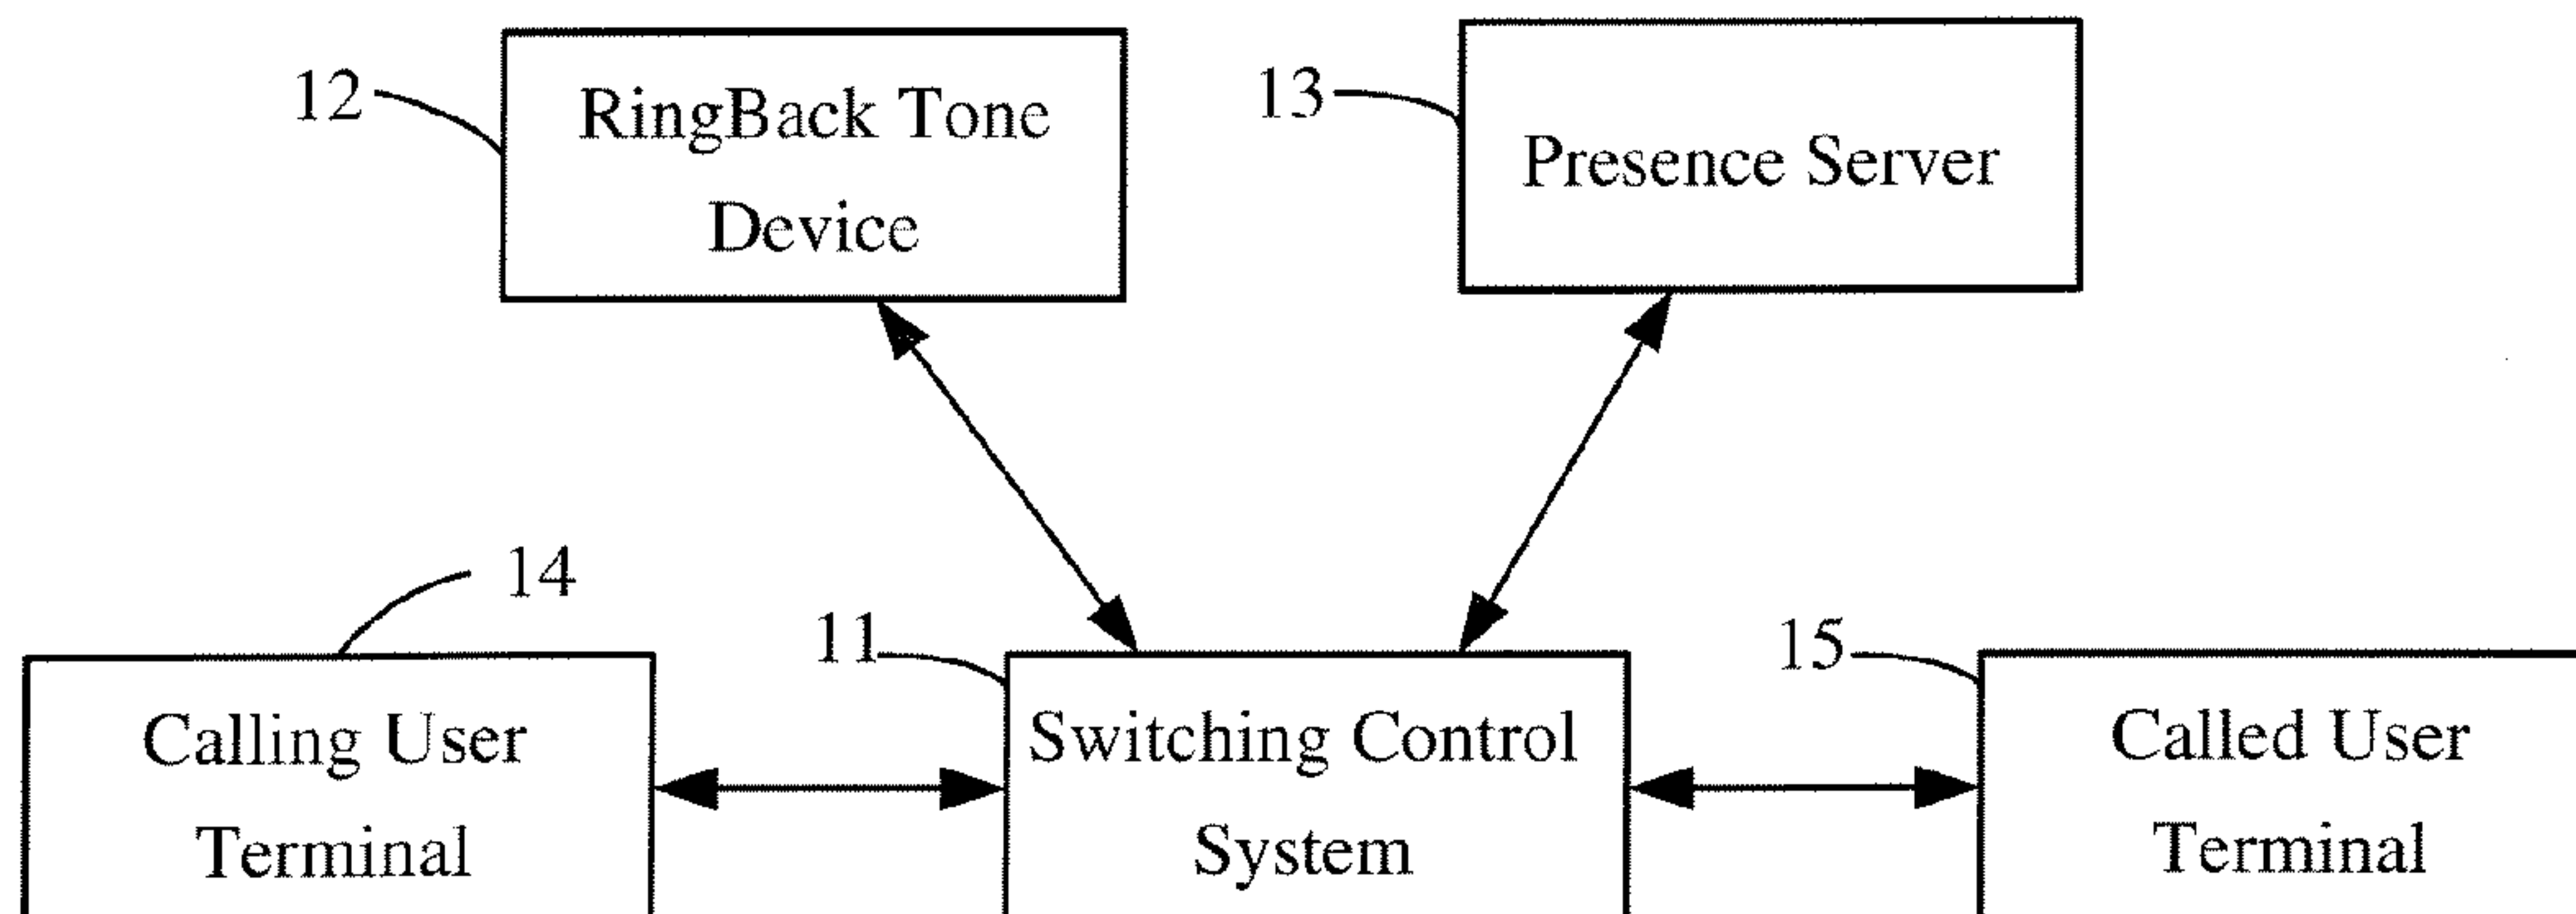 12
RingBack Tone
Device
13
Presence Server
14
Calling User
Terminal
11
Switching Control
System
15
Called User
Terminal